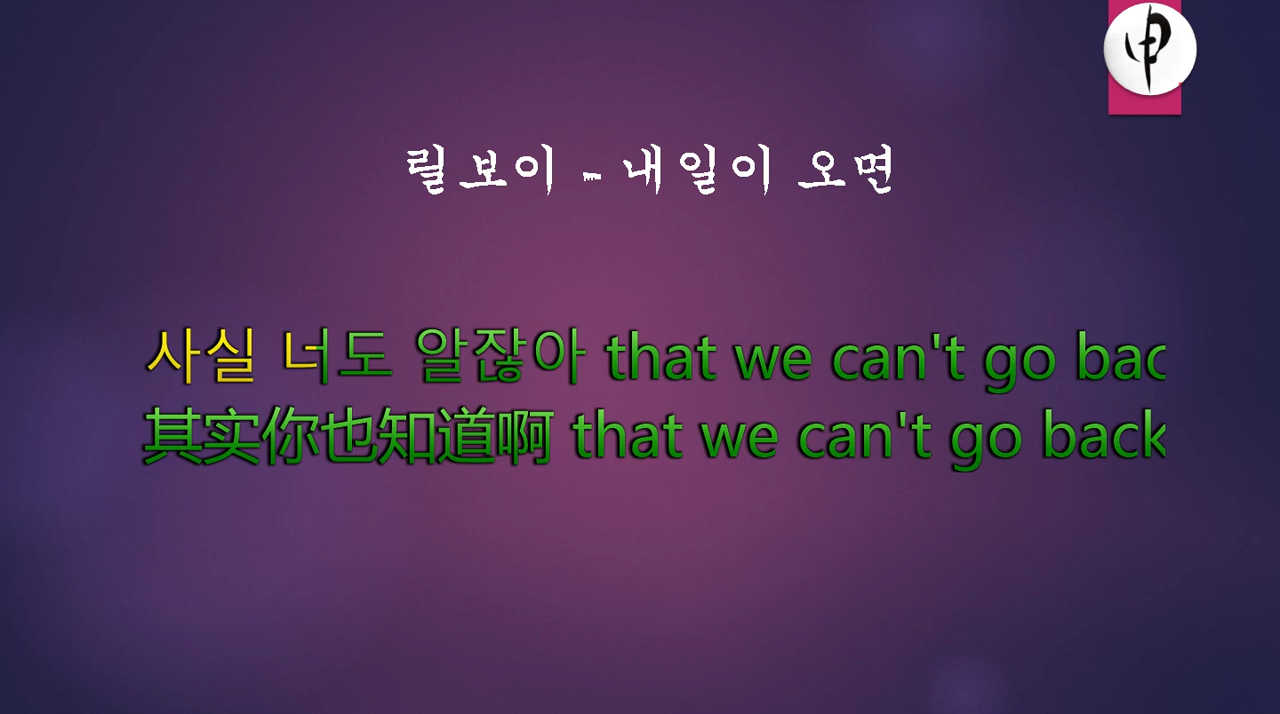 릴보이 - 내일이 오면
사실 너도 알잖아 that we can't go bac
其实你也知道啊 that we can't go back